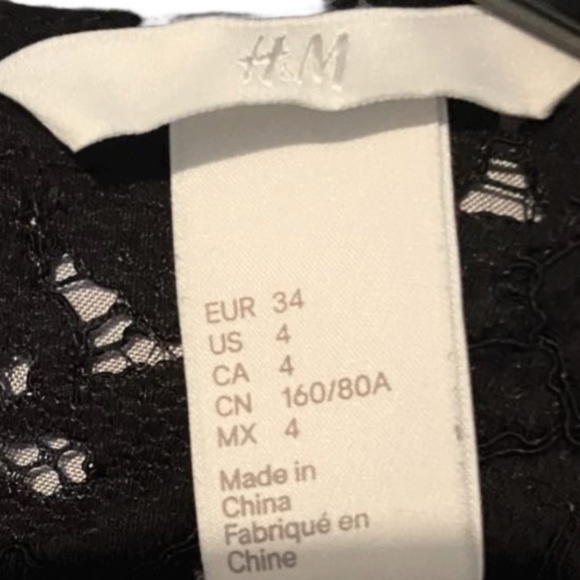 H&M
EUR 34
US 4
CA 4
CN 160/80A
MX 4
Made in
China
Fabriqué en
Chine